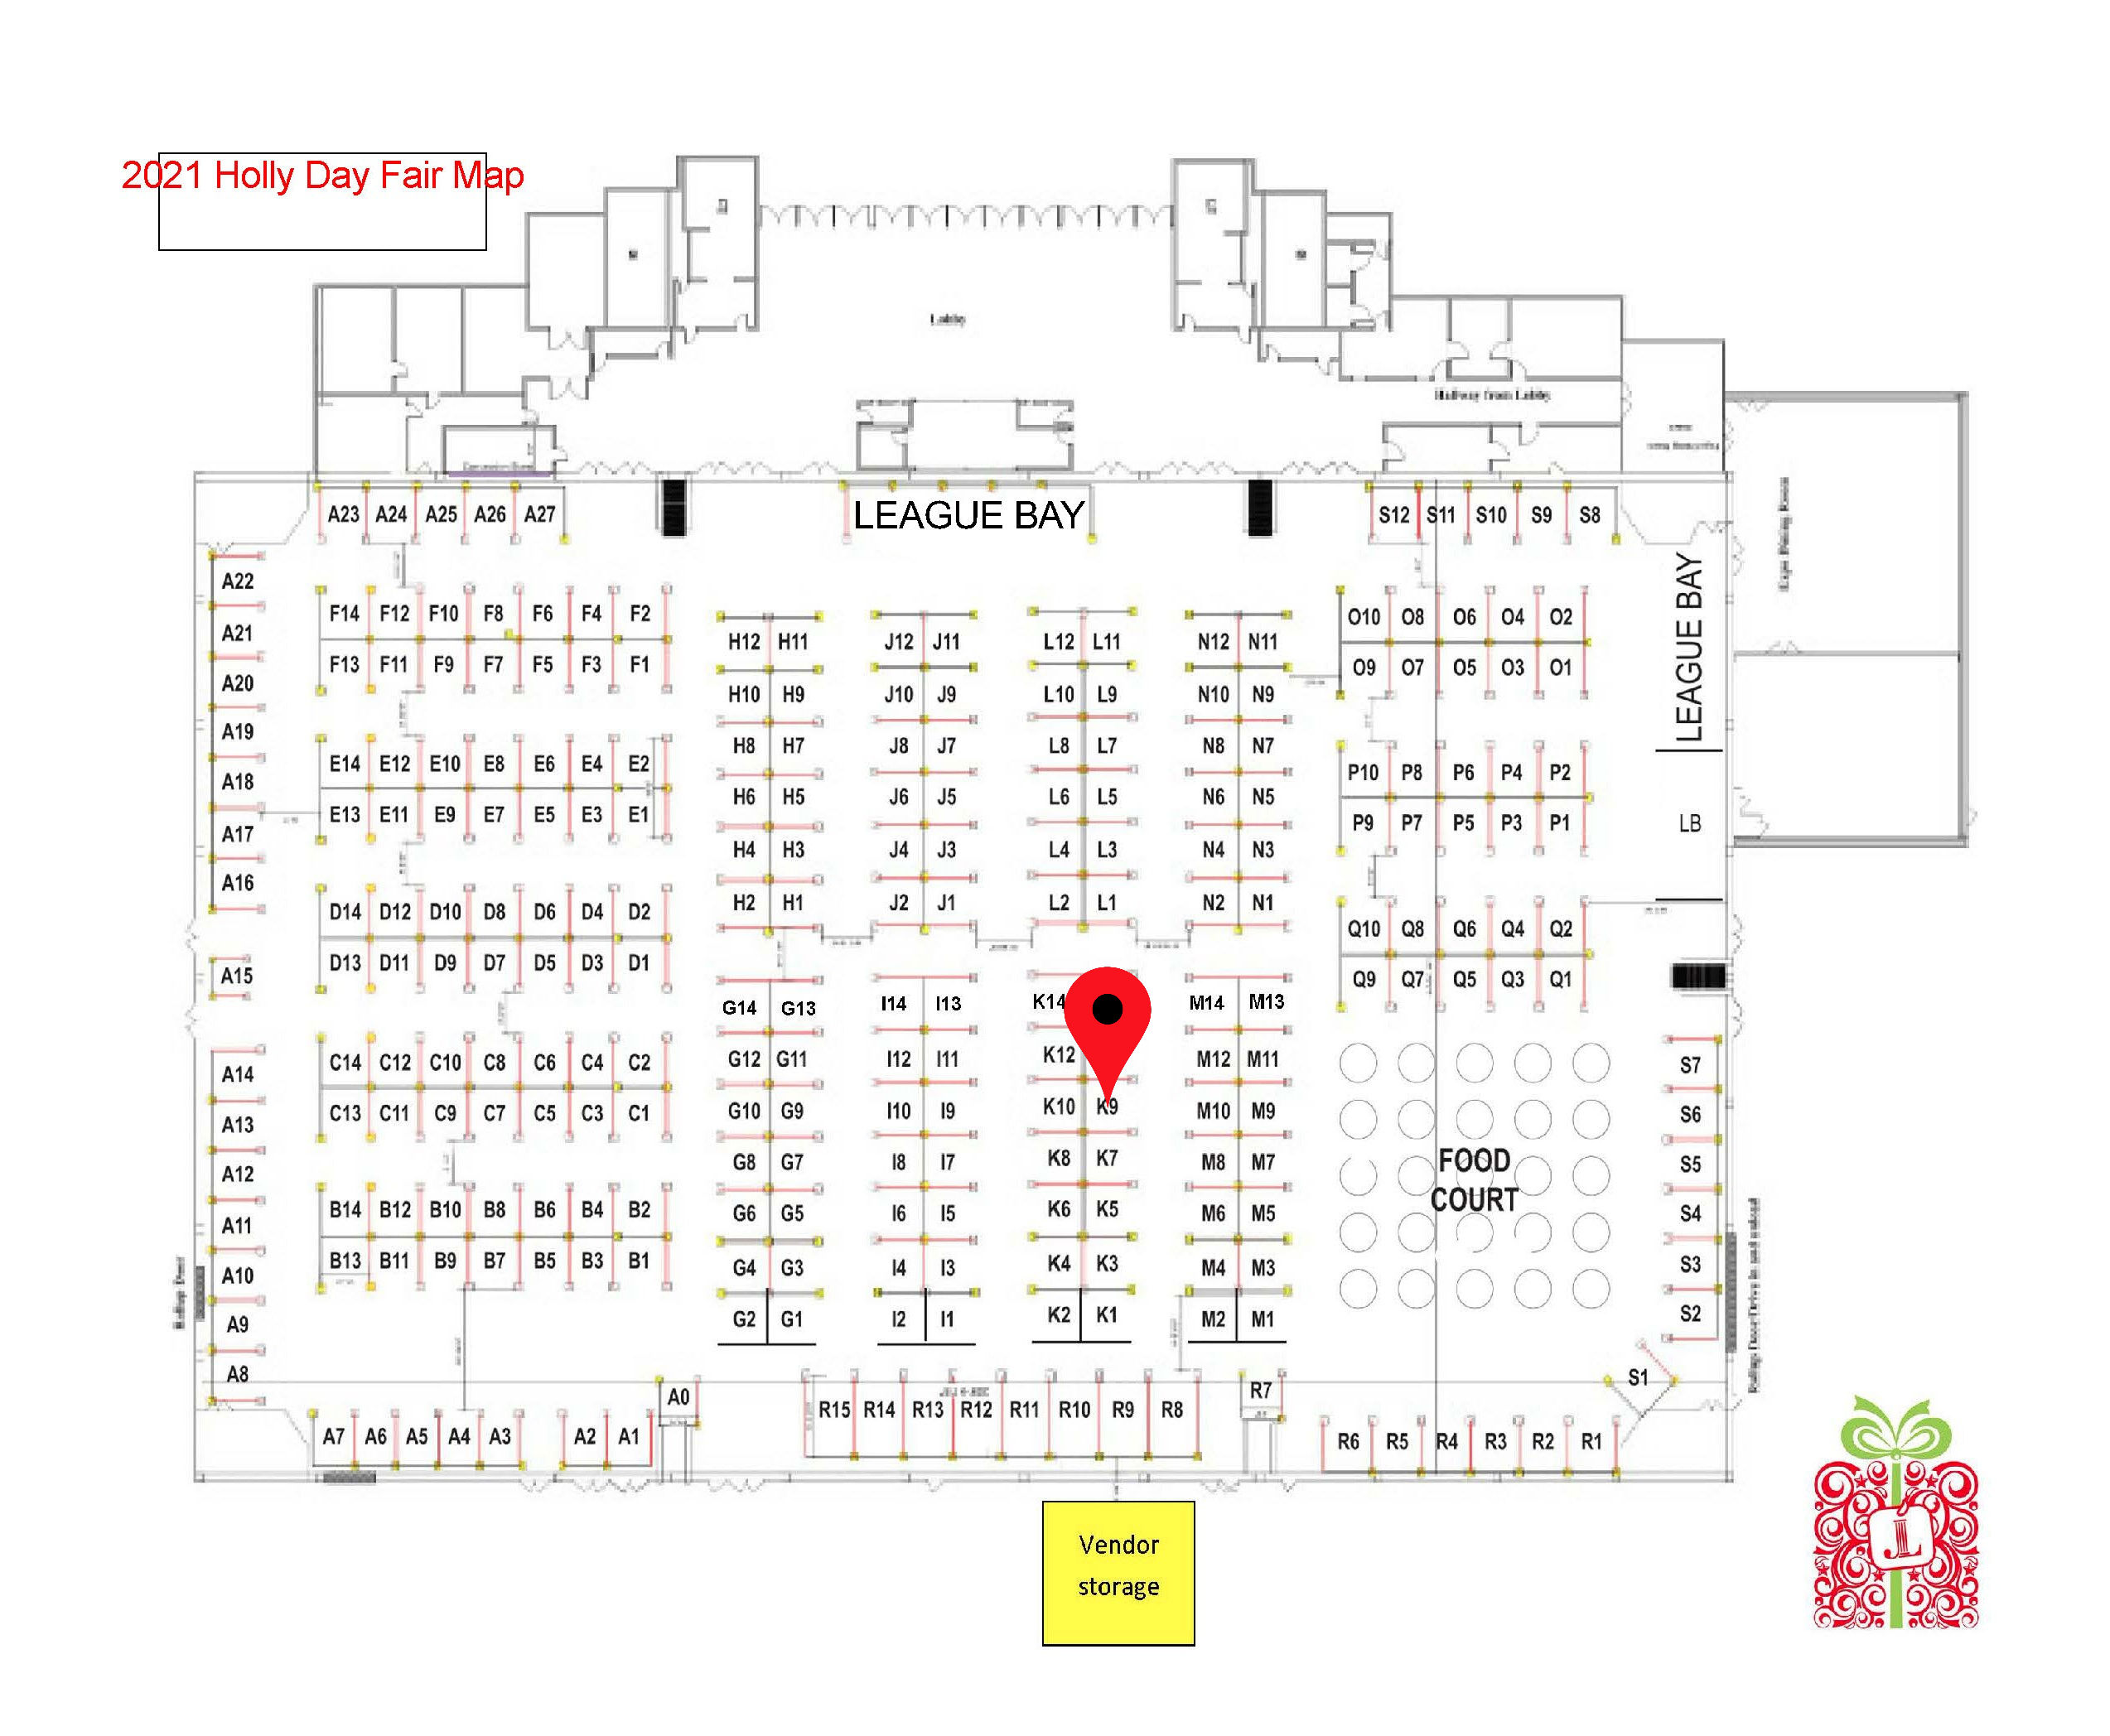 2021 Holly Day Fair Map
Lobby
Hallway from Lobby
LEAGUE BAY
A23 A24 A25 A26 A27
S12 S11 S10 S9 S8
A22
A21
A20
A19
A18
A17
A16
A15
A14
A13
A12
A11
A10
A9
A8
F14 F12 F10 F8 F6 F4 F2
F13 F11 F9 F7 F5 F3 F1
E14 E12 E10 E8 E6 E4 E2
E13 E11 E9 E7 E5 E3 E1
D14 D12 D10 D8 D6 D4 D2
D13 D11 D9 D7 D5 D3 D1
C14 C12 C10 C8 C6 C4 C2
C13 C11 C9 C7 C5 C3 C1
B14 B12 B10 B8 B6 B4 B2
B13 B11 B9 B7 B5 B3 B1
H12 H11 J12 J11 L12 L11 N12 N11
H10 H9 J10 J9 L10 L9 N10 N9
H8 H7 J8 J7 L8 L7 N8 N7
H6 H5 J6 J5 L6 L5 N6 N5
H4 H3 J4 J3 L4 L3 N4 N3
H2 H1 J2 J1 L2 L1 N2 N1
G14 G13 I14 I13 K14 M14 M13
G12 G11 I12 I11 K12 M12 M11
G10 G9 I10 I9 K10 K9 M10 M9
G8 G7 I8 I7 K8 K7 M8 M7
G6 G5 I6 I5 K6 K5 M6 M5
G4 G3 I4 I3 K4 K3 M4 M3
G2 G1 I2 I1 K2 K1 M2 M1
O10 O8 O6 O4 O2
O9 O7 O5 O3 O1
P10 P8 P6 P4 P2
P9 P7 P5 P3 P1
Q10 Q8 Q6 Q4 Q2
Q9 Q7 Q5 Q3 Q1
LEAGUE BAY
LB
FOOD
COURT
S7
S6
S5
S4
S3
S2
S1
Rollup Door
A7 A6 A5 A4 A3 A2 A1
A0
R15 R14 R13 R12 R11 R10 R9 R8
R7
R6 R5 R4 R3 R2 R1
Vendor
storage
JL